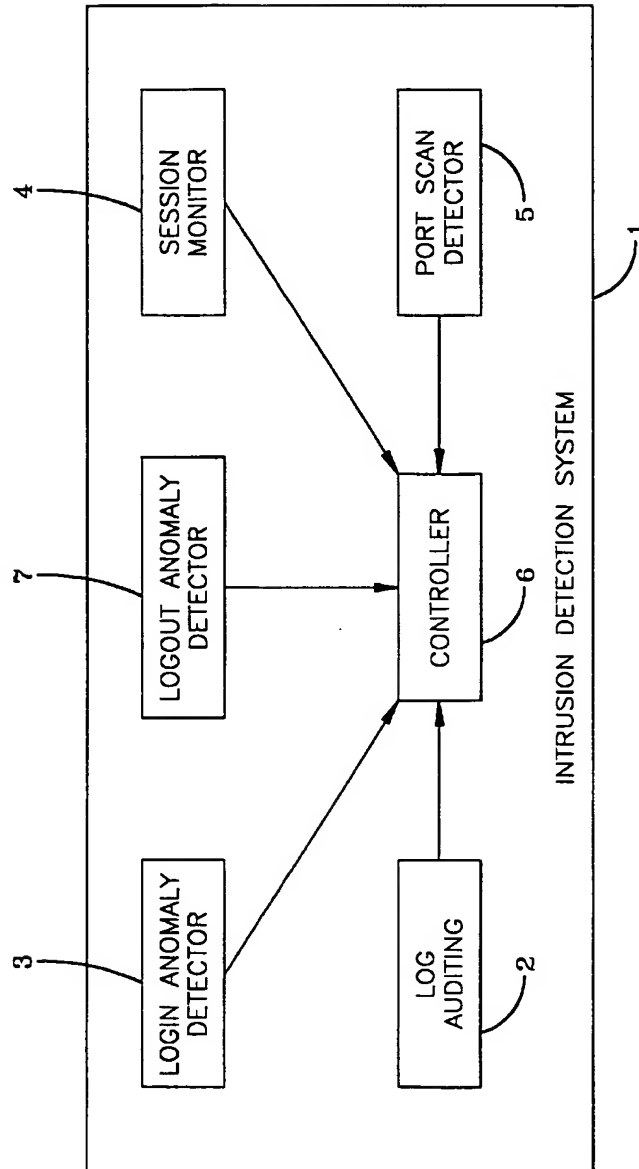 3
7
4
LOGIN ANOMALY
DETECTOR
LOGOUT ANOMALY
DETECTOR
SESSION
MONITOR
LOG
AUDITING
CONTROLLER
PORT SCAN
DETECTOR
2
6
5
INTRUSION DETECTION SYSTEM
1